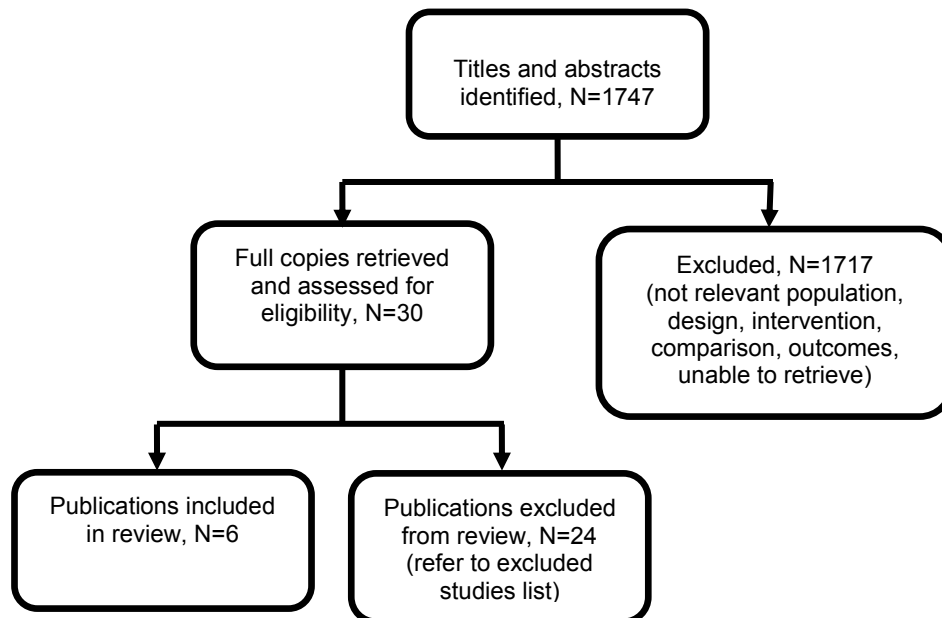 Titles and abstracts
identified, N=1747
Full copies retrieved
and assessed for
eligibility, N=30
Excluded, N=1717
(not relevant population,
design, intervention,
comparison, outcomes,
unable to retrieve)
Publications included
in review, N=6
Publications excluded
from review, N=24
(refer to excluded
studies list)